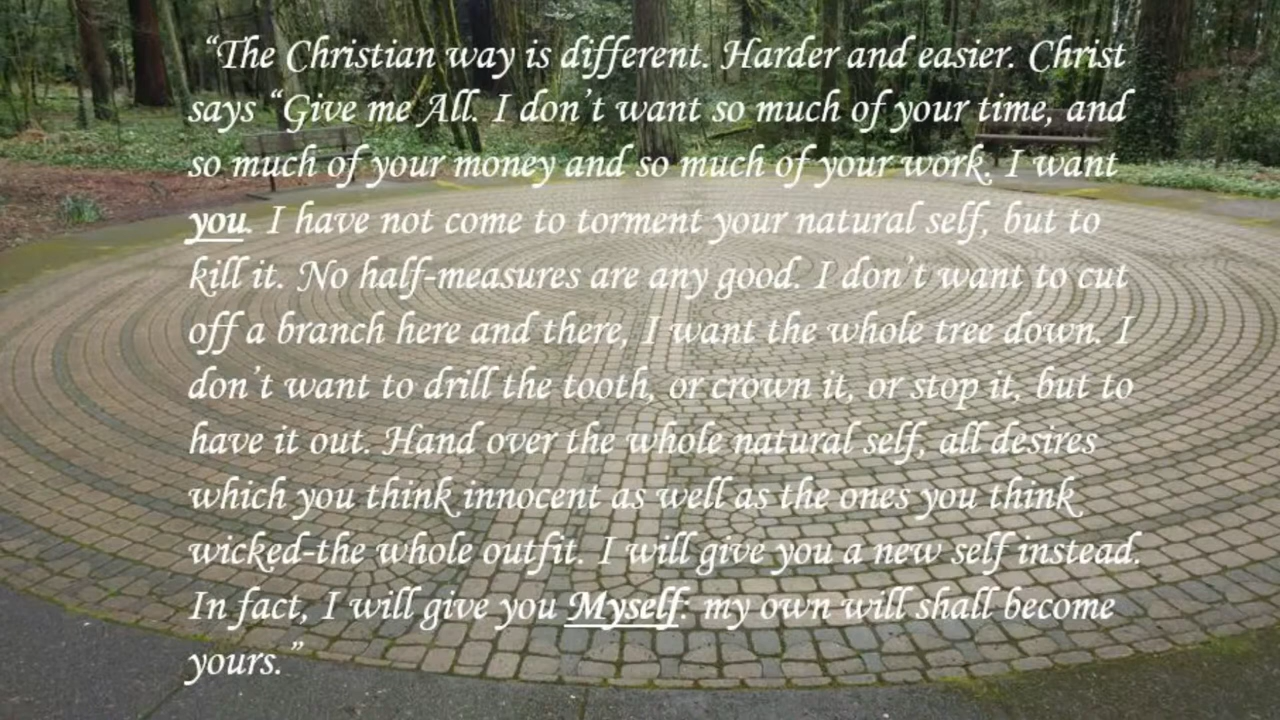 “The Christian way is different. Harder and easier. Christ
says “Give me All. I don’t want so much of your time, and
so much of your money and so much of your work. I want
you. I have not come to torment your natural self, but to
kill it. No half-measures are any good. I don’t want to cut
off a branch here and there, I want the whole tree down. I
don’t want to drill the tooth, or crown it, or stop it, but to
have it out. Hand over the whole natural self, all desires
which you think innocent as well as the ones you think
wicked-the whole outfit. I will give you a new self instead.
In fact, I will give you Myself: my own will shall become
yours.”